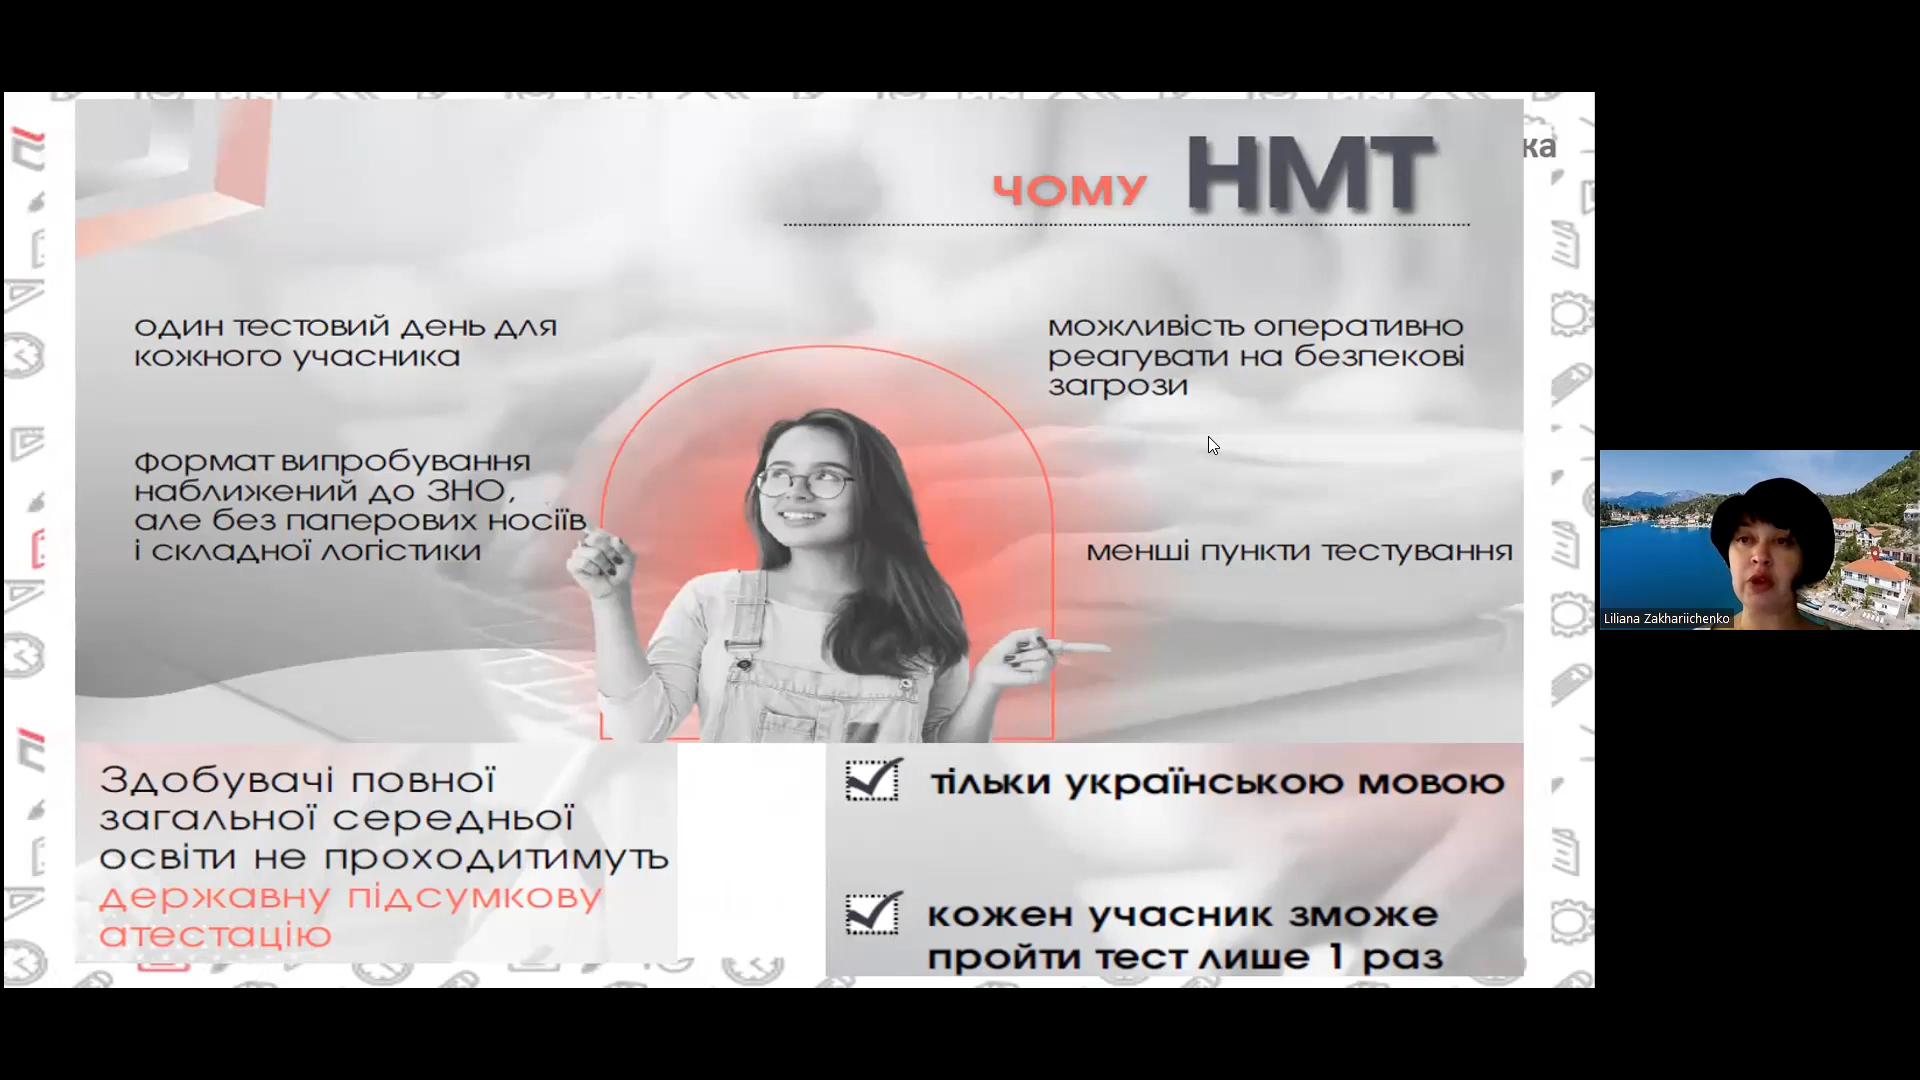 чому НМТ
ка
один тестовий день для
кожного учасника
формат випробування
наближений до ЗНО,
але без паперових носіїв
і складної логістики
можливість оперативно
реагувати на безпекові
загрози
менші пункти тестування
Здобувачі повної
загальної середньої
освіти не проходитимуть
державну підсумкову
атестацію
тільки українською мовою
кожен учасник зможе
пройти тест лише 1 раз
Liliana Zakhariichenko